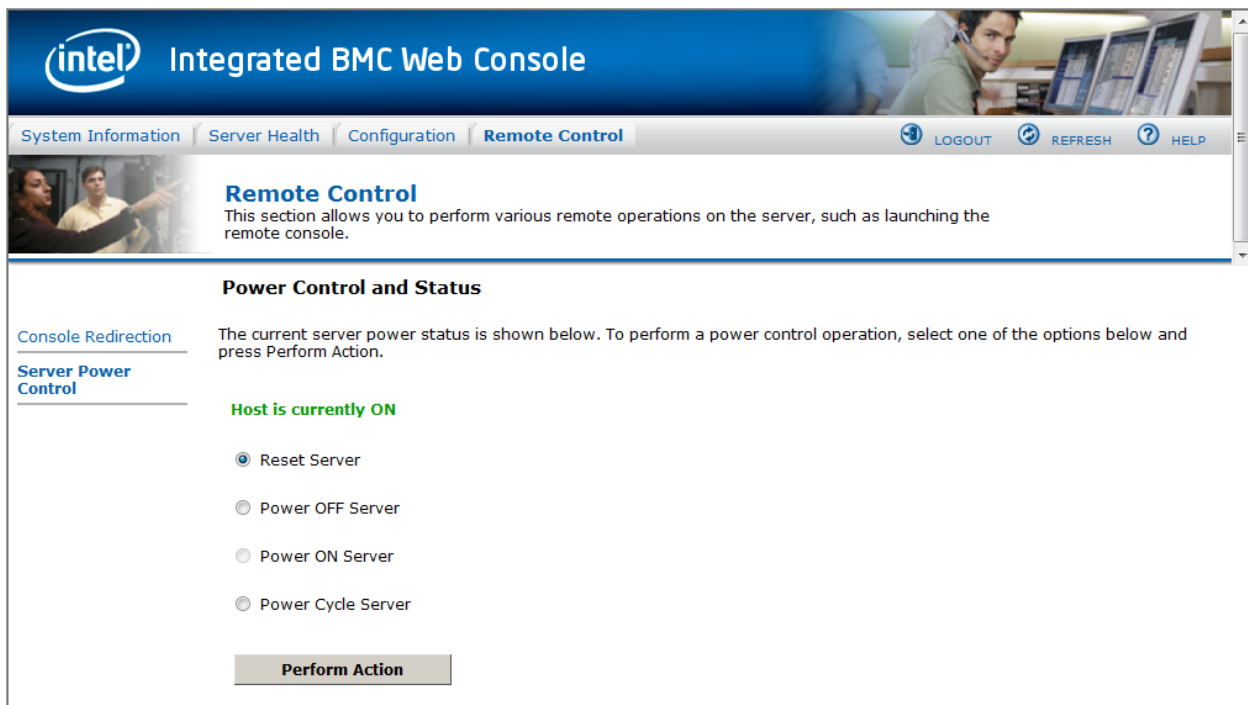 intel Integrated BMC Web Console
System Information Server Health Configuration Remote Control LOGOUT REFRESH ? HELP
Remote Control
This section allows you to perform various remote operations on the server, such as launching the
remote console.
Power Control and Status
Console Redirection
Server Power
Control
The current server power status is shown below. To perform a power control operation, select one of the options below and
press Perform Action.
Host is currently ON
Reset Server
Power OFF Server
Power ON Server
Power Cycle Server
Perform Action